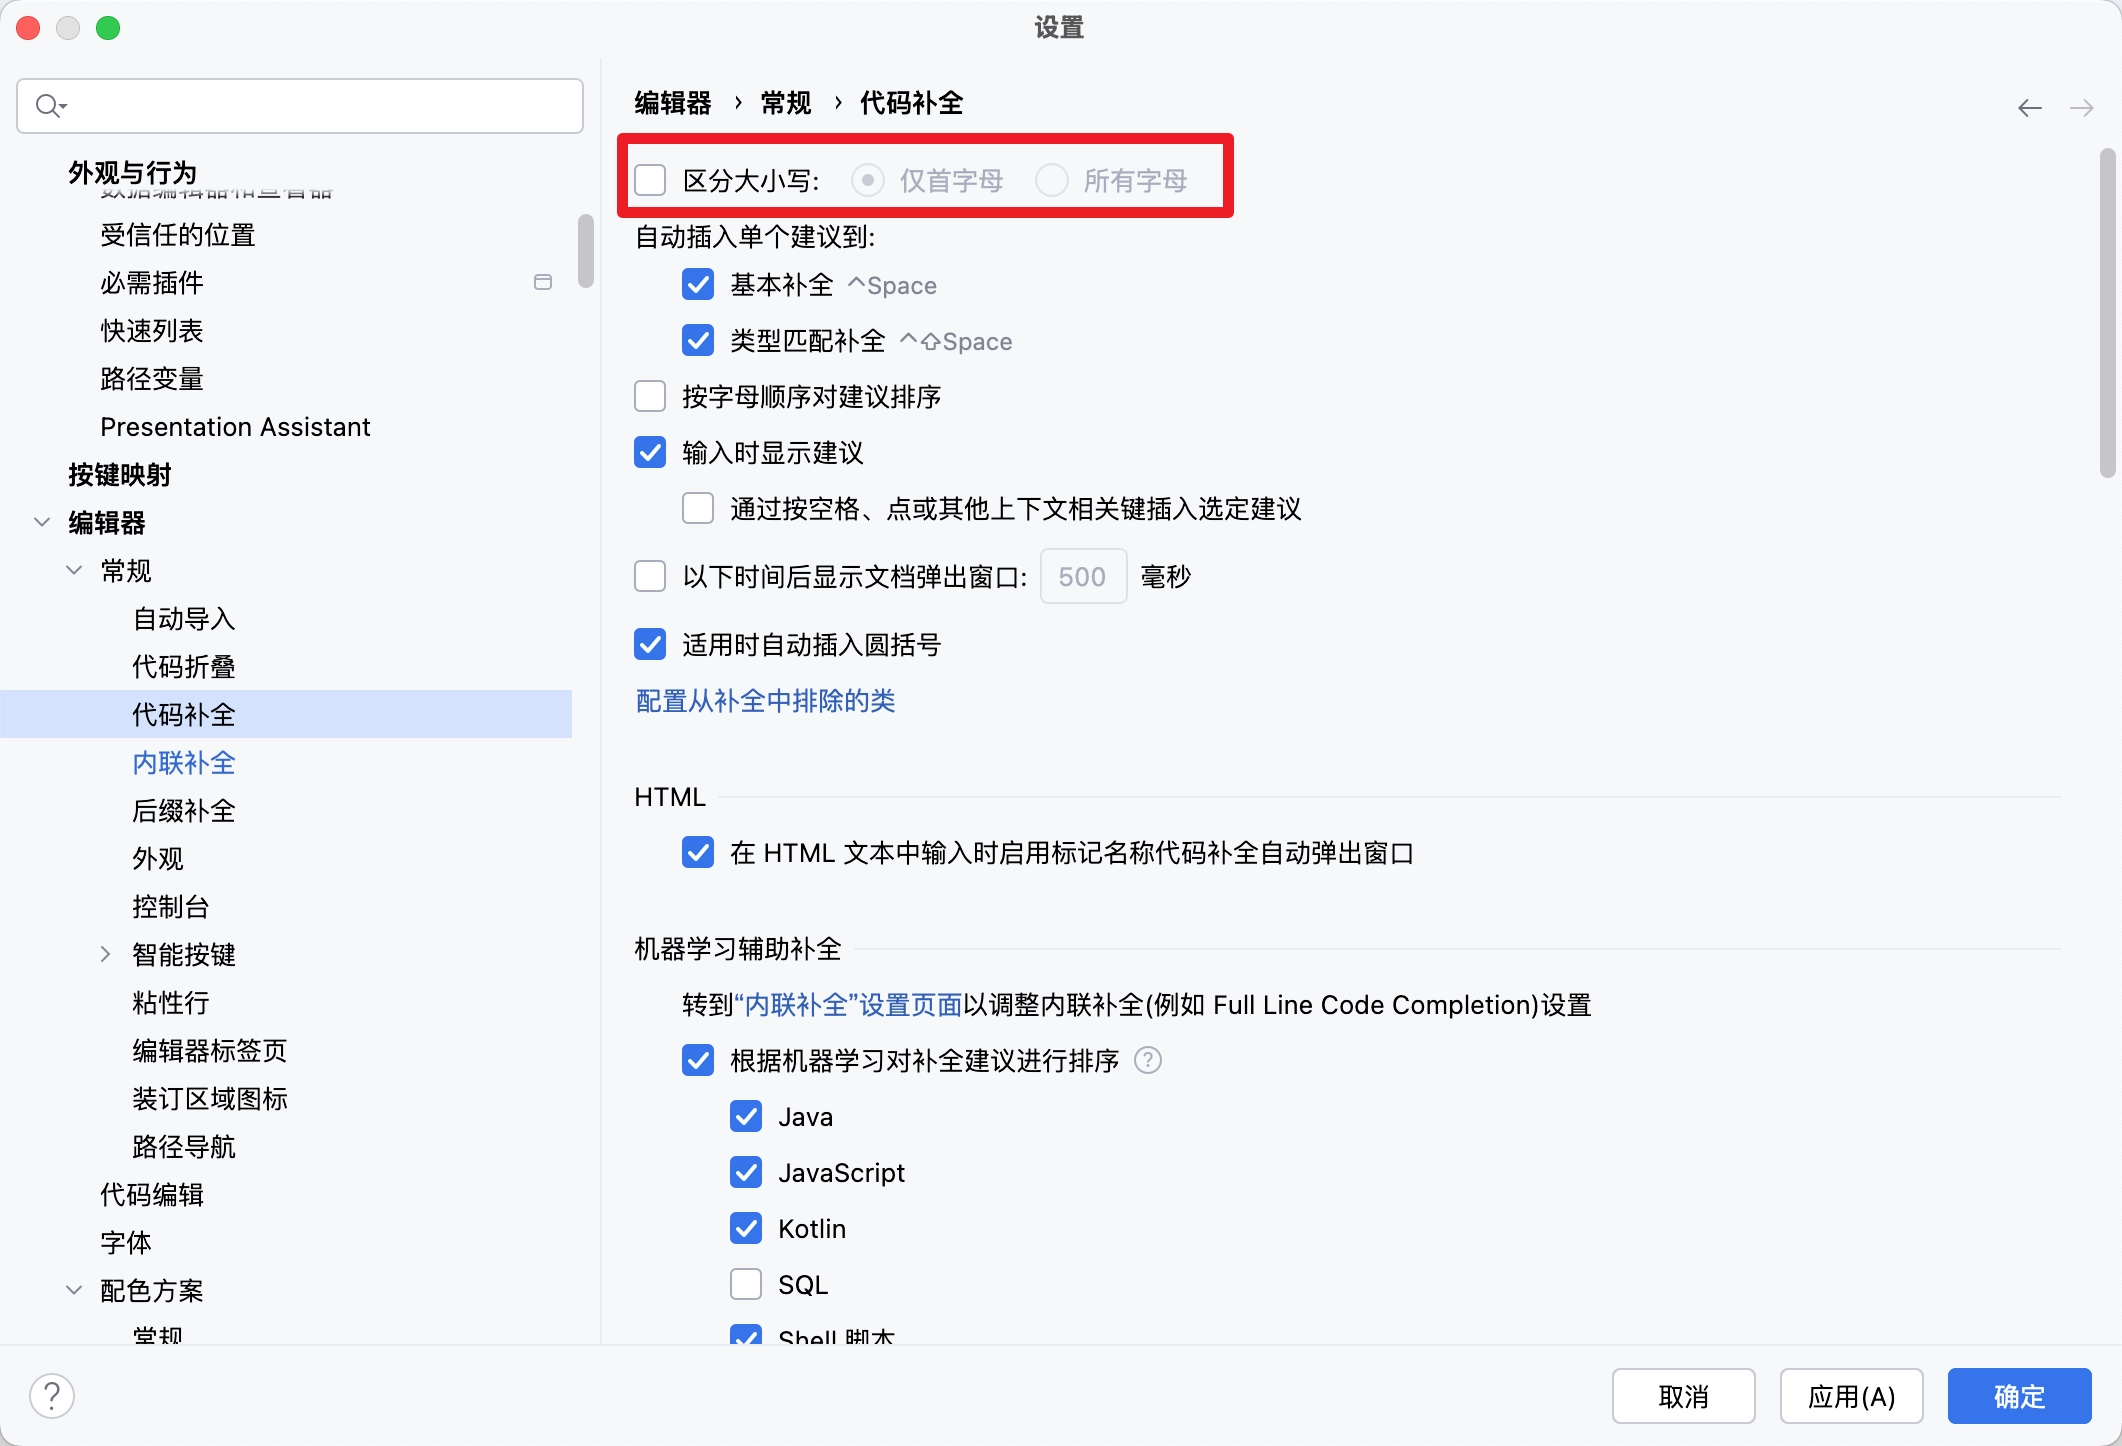 设置
外观与行为
数据编辑器和查看器
受信任的位置
必需插件
快速列表
路径变量
Presentation Assistant
按键映射
编辑器
常规
自动导入
代码折叠
代码补全
内联补全
后缀补全
外观
控制台
智能按键
粘性行
编辑器标签页
装订区域图标
路径导航
代码编辑
字体
配色方案
常规
编辑器 › 常规 › 代码补全
区分大小写: 仅首字母 所有字母
自动插入单个建议到:
基本补全 ^Space
类型匹配补全 ^⇧Space
按字母顺序对建议排序
输入时显示建议
通过按空格、点或其他上下文相关键插入选定建议
以下时间后显示文档弹出窗口: 500 毫秒
适用时自动插入圆括号
配置从补全中排除的类
HTML
在 HTML 文本中输入时启用标记名称代码补全自动弹出窗口
机器学习辅助补全
转到“内联补全”设置页面以调整内联补全(例如 Full Line Code Completion)设置
根据机器学习对补全建议进行排序 ?
Java
JavaScript
Kotlin
SQL
Shell 脚本
? 取消 应用(A) 确定